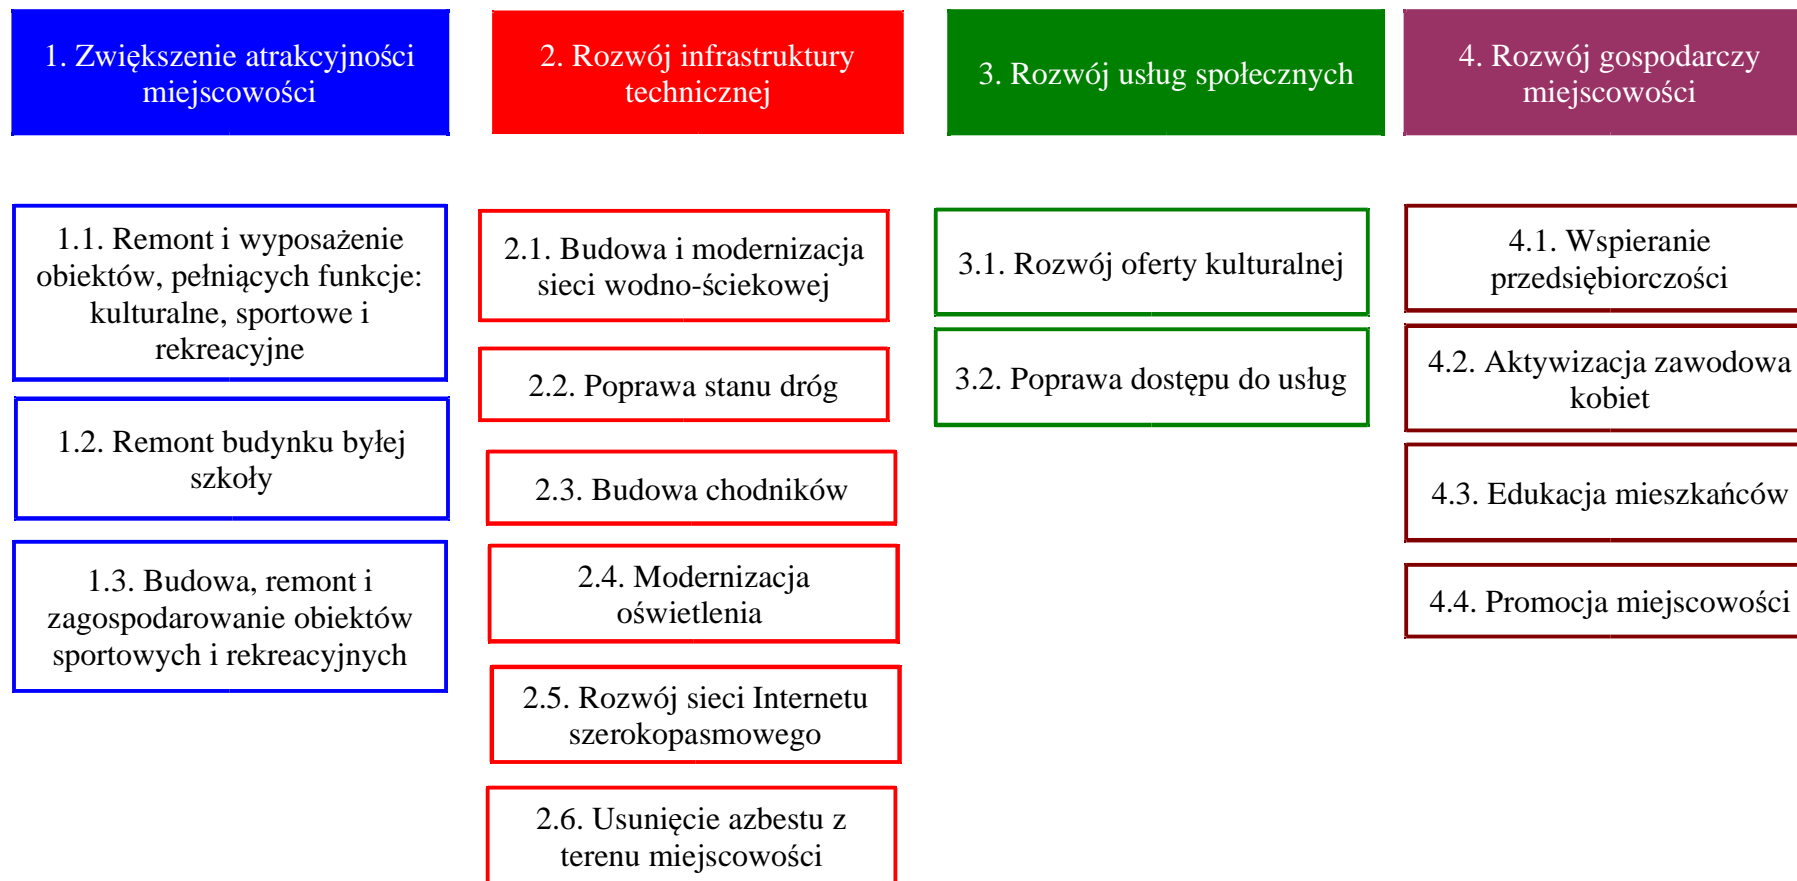 1. Zwiększenie atrakcyjności
miejscowości
2. Rozwój infrastruktury
technicznej
3. Rozwój usług społecznych
4. Rozwój gospodarczy
miejscowości
1.1. Remont i wyposażenie
obiektów, pełniących funkcje:
kulturalne, sportowe i
rekreacyjne
1.2. Remont budynku byłej
szkoły
1.3. Budowa, remont i
zagospodarowanie obiektów
sportowych i rekreacyjnych
2.1. Budowa i modernizacja
sieci wodno-ściekowej
2.2. Poprawa stanu dróg
2.3. Budowa chodników
2.4. Modernizacja
oświetlenia
2.5. Rozwój sieci Internetu
szerokopasmowego
2.6. Usunięcie azbestu z
terenu miejscowości
3.1. Rozwój oferty kulturalnej
3.2. Poprawa dostępu do usług
4.1. Wspieranie
przedsiębiorczości
4.2. Aktywizacja zawodowa
kobiet
4.3. Edukacja mieszkańców
4.4. Promocja miejscowości